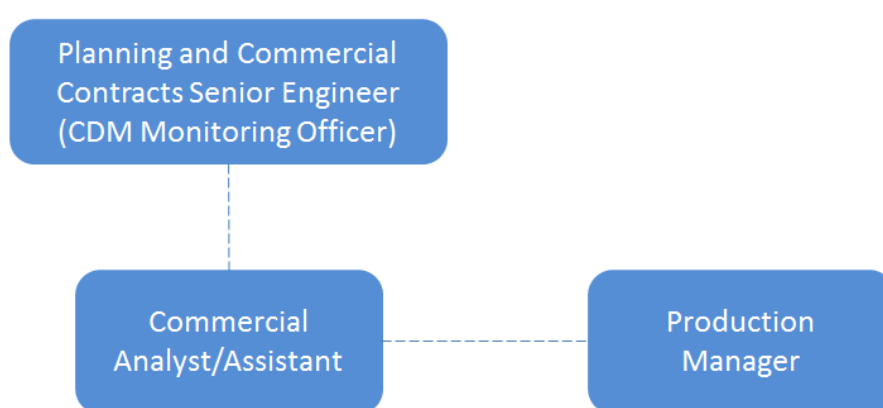 Planning and Commercial
Contracts Senior Engineer
(CDM Monitoring Officer)
Commercial
Analyst/Assistant
Production
Manager